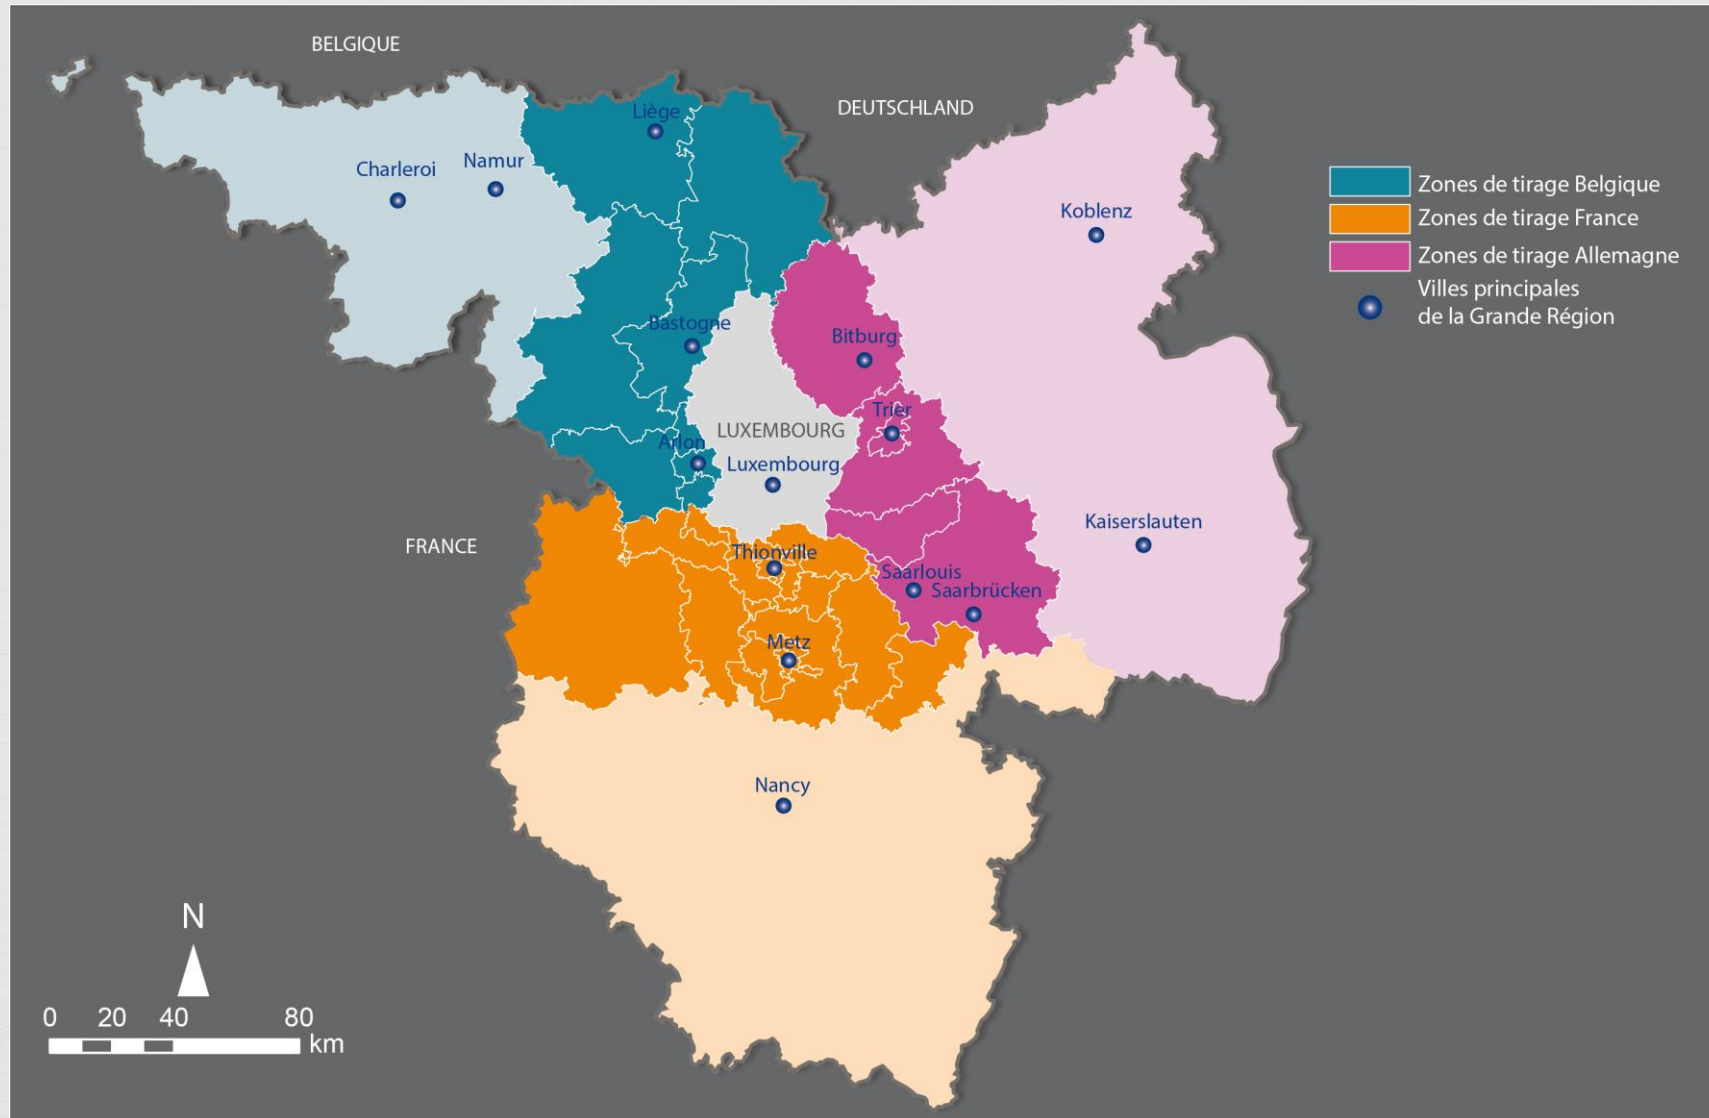 BELGIQUE
DEUTSCHLAND
Liège
Charleroi
Namur
Zones de tirage Belgique
Zones de tirage France
Zones de tirage Allemagne
Villes principales
de la Grande Région
Koblenz
Bastogne
Bitburg
Trier
LUXEMBOURG
Arlon
Luxembourg
Kaiserslauten
FRANCE
Thionville
Saarlouis
Saarbrücken
Metz
Nancy
N
0 20 40 80
km